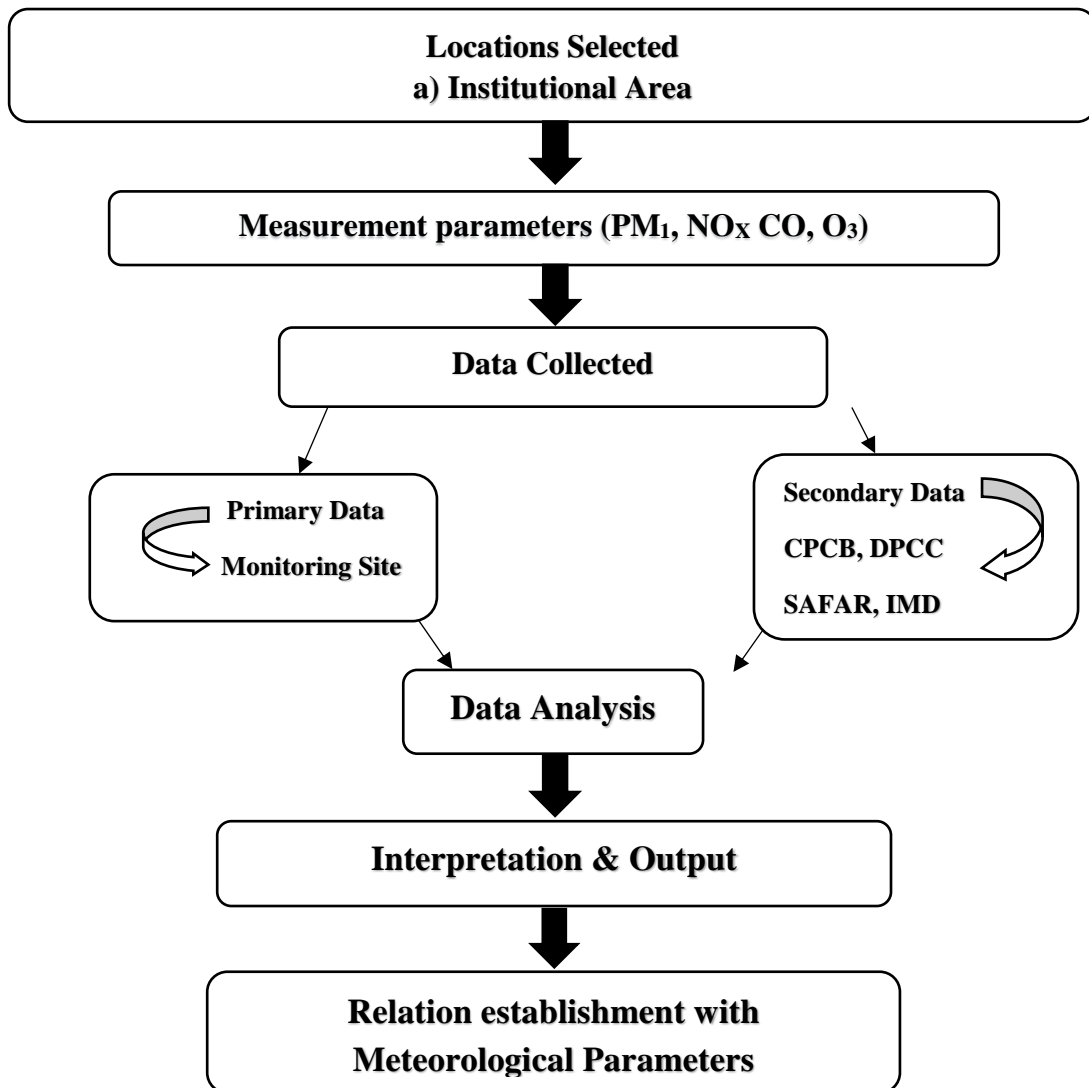 Locations Selected
a) Institutional Area
Measurement parameters (PM₁, NOₓ CO, O₃)
Data Collected
Primary Data
Monitoring Site
Secondary Data
CPCB, DPCC
SAFAR, IMD
Data Analysis
Interpretation & Output
Relation establishment with
Meteorological Parameters